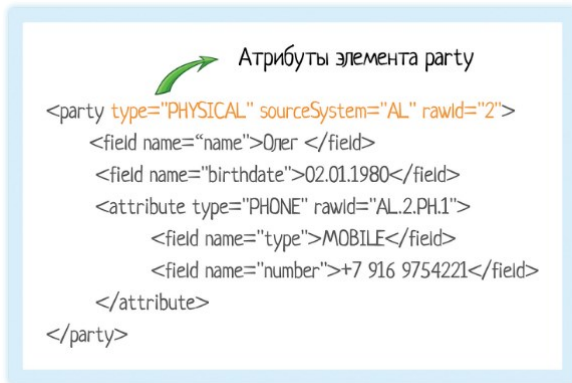 Атрибуты элемента party
<party type="PHYSICAL" sourceSystem="AL" rawId="2">
<field name=“name">Олег </field>
<field name="birthdate">02.01.1980</field>
<attribute type="PHONE" rawId="AL.2.PH.1">
<field name="type">MOBILE</field>
<field name="number">+7 916 9754221</field>
</attribute>
</party>